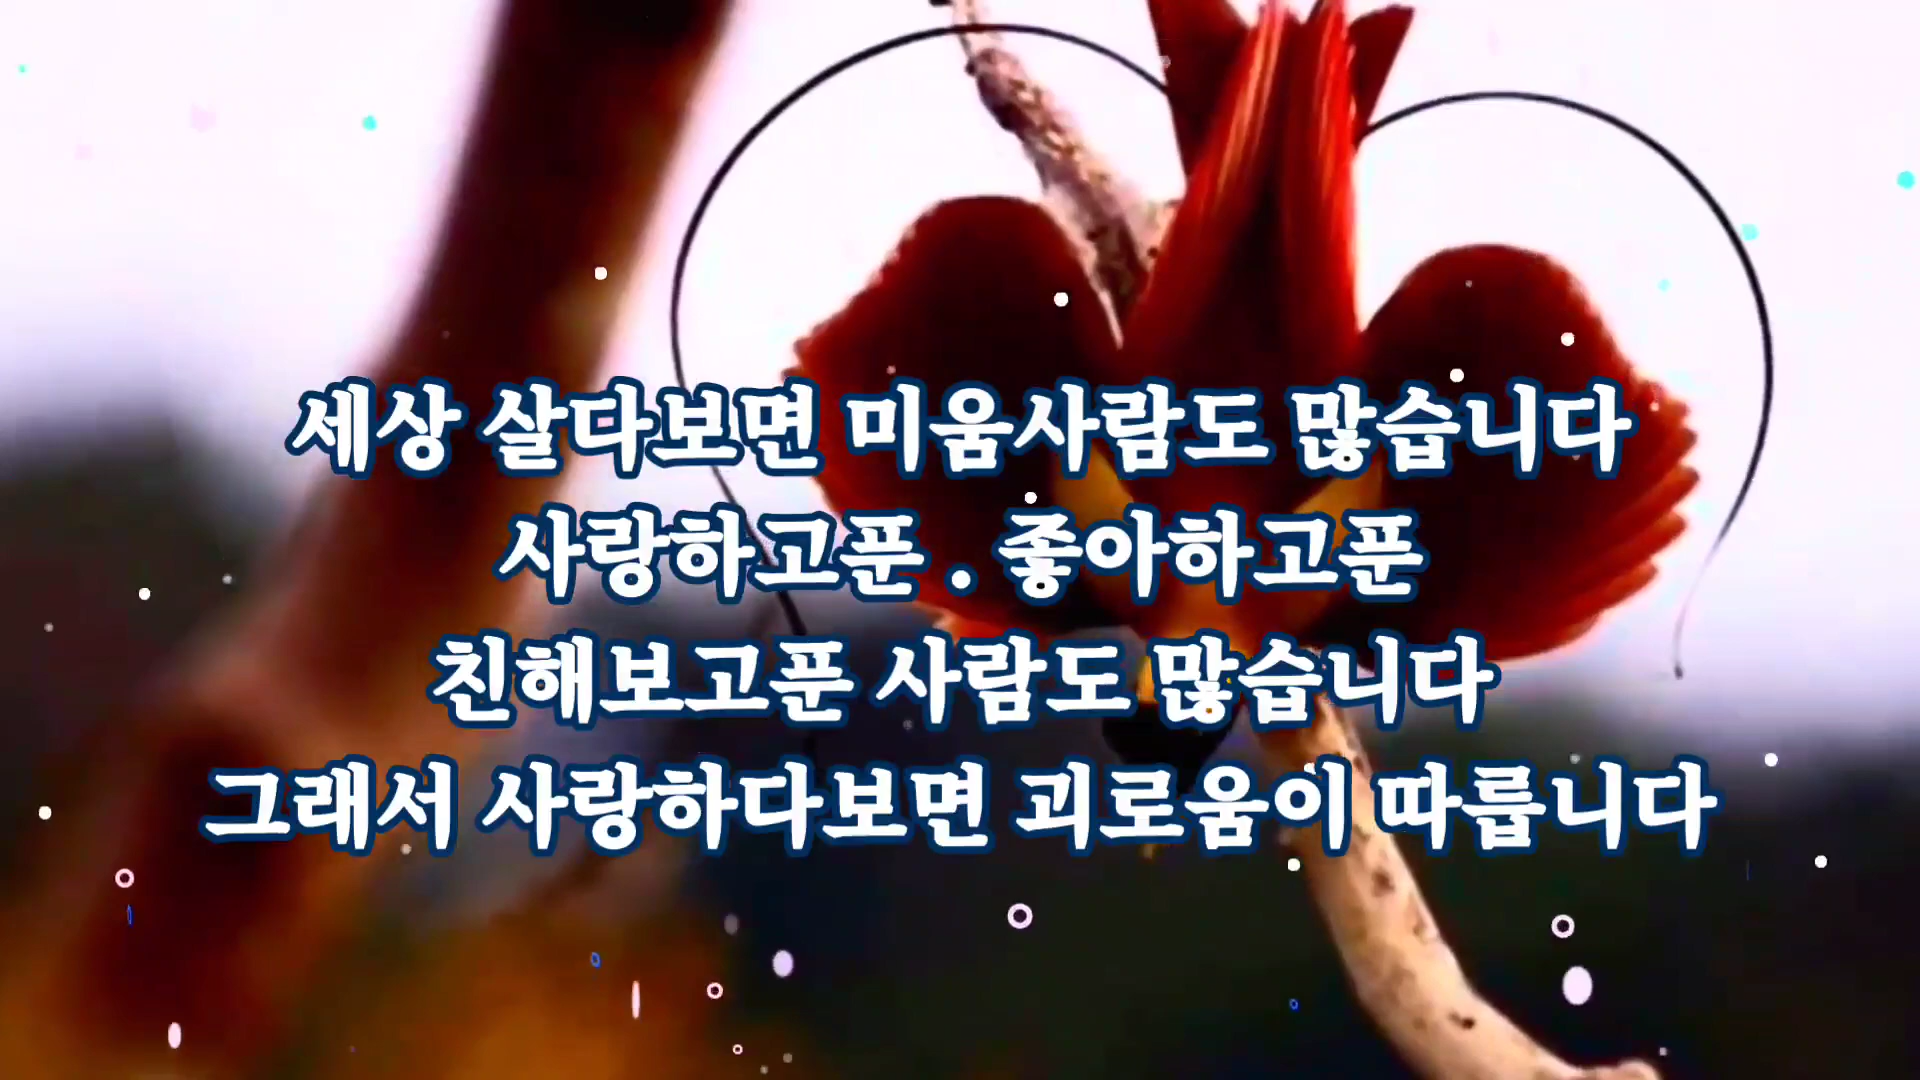 세상 살다보면 미움사람도 많습니다
사랑하고푼 . 좋아하고푼
친해보고푼 사람도 많습니다
그래서 사랑하다보면 괴로움이 따릅니다